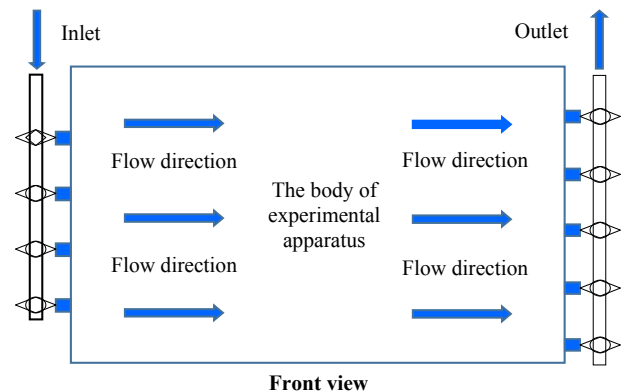 Inlet
Outlet
Flow direction
Flow direction
The body of
experimental
apparatus
Flow direction
Flow direction
Front view